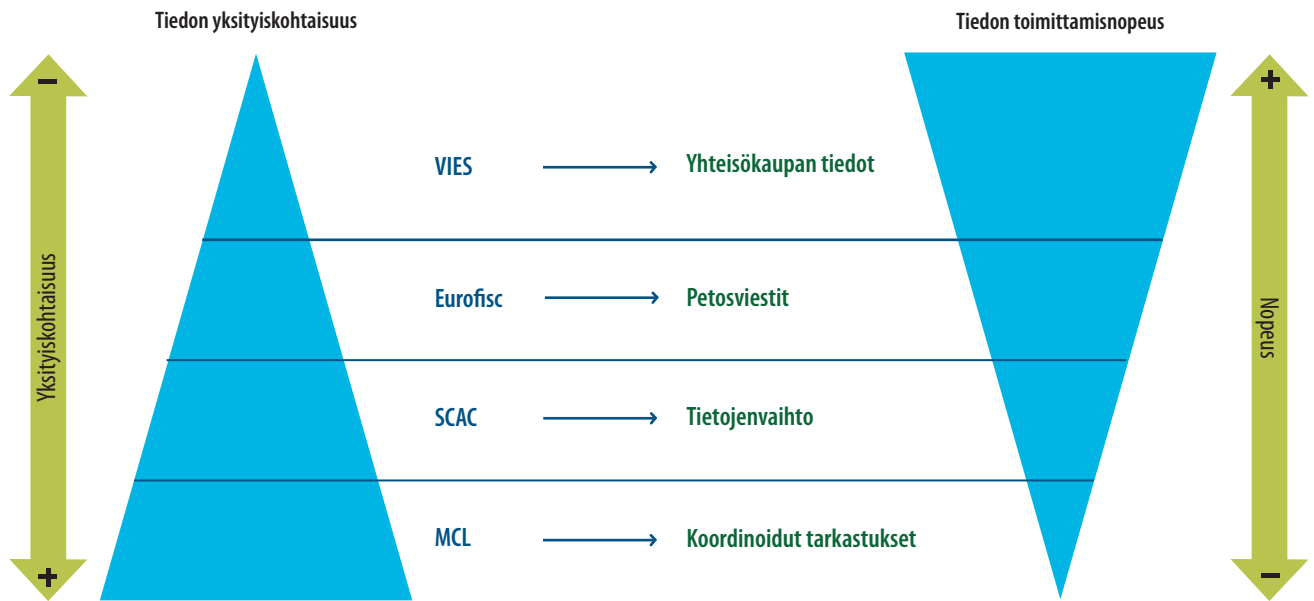 Tiedon yksityiskohtaisuus
Tiedon toimittamisnopeus
–
+
VIES
Yhteisökaupan tiedot
Yksityiskohtaisuus
Eurofisc
Petosviestit
Nopeus
SCAC
Tietojenvaihto
MCL
Koordinoidut tarkastukset
+
–